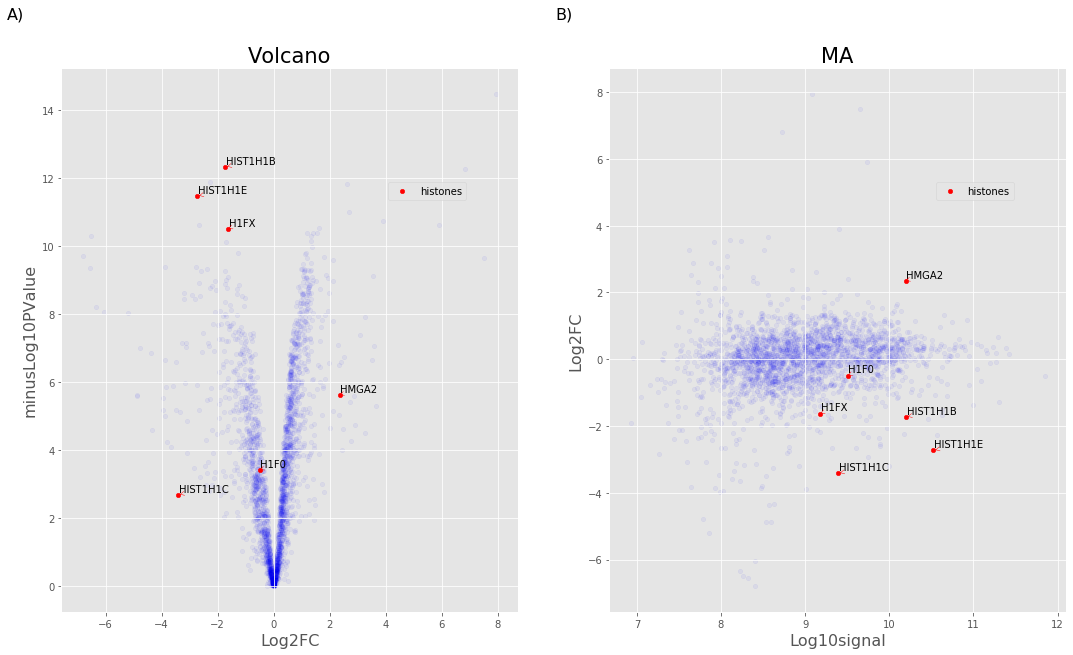 A)
Volcano
14
12
10
8
6
4
2
0
−6
−4
−2
0
2
4
6
8
minusLog10PValue
Log2FC
HIST1H1B
HIST1H1E
H1FX
histones
HMGA2
H1F0
HIST1H1C
B)
MA
8
6
4
2
0
−2
−4
−6
7
8
9
10
11
12
Log2FC
Log10signal
histones
HMGA2
H1F0
H1FX
HIST1H1B
HIST1H1E
HIST1H1C